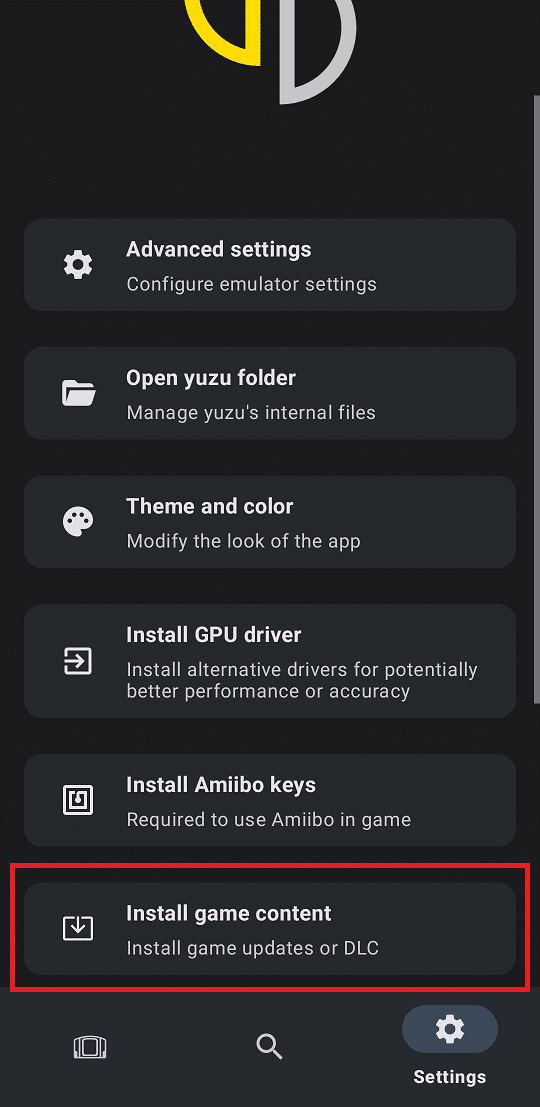 Advanced settings
Configure emulator settings
Open yuzu folder
Manage yuzu's internal files
Theme and color
Modify the look of the app
Install GPU driver
Install alternative drivers for potentially
better performance or accuracy
Install Amiibo keys
Required to use Amiibo in game
Install game content
Install game updates or DLC
Settings